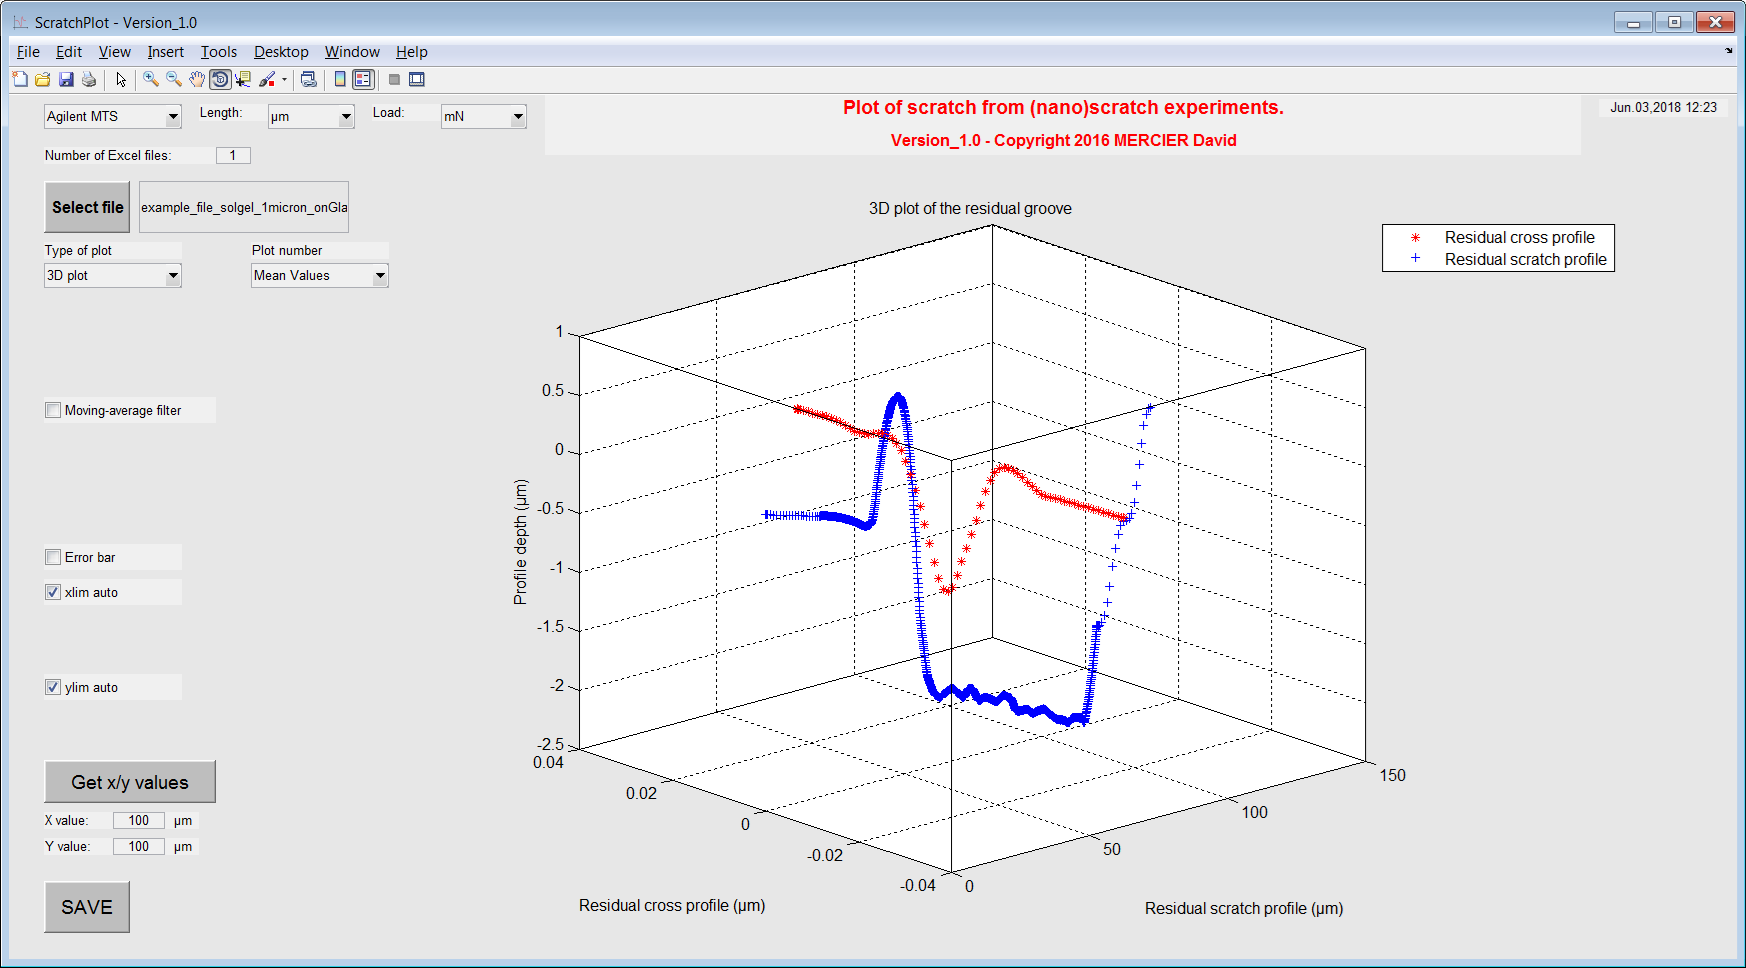 ScratchPlot - Version_1.0
File Edit View Insert Tools Desktop Window Help
Agilent MTS
Length:
µm
Load:
mN
Plot of scratch from (nano)scratch experiments.
Version_1.0 - Copyright 2016 MERCIER David
Jun.03,2018 12:23
Number of Excel files:
1
Select file
example_file_solgel_1micron_onGla
Type of plot
3D plot
Plot number
Mean Values
Moving-average filter
Error bar
xlim auto
ylim auto
Get x/y values
X value: 100 µm
Y value: 100 µm
SAVE
3D plot of the residual groove
Residual cross profile
Residual scratch profile
1
0.5
0
-0.5
-1
-1.5
-2
-2.5
Profile depth (µm)
0.04
0.02
0
-0.02
-0.04
Residual cross profile (µm)
0
50
100
150
Residual scratch profile (µm)